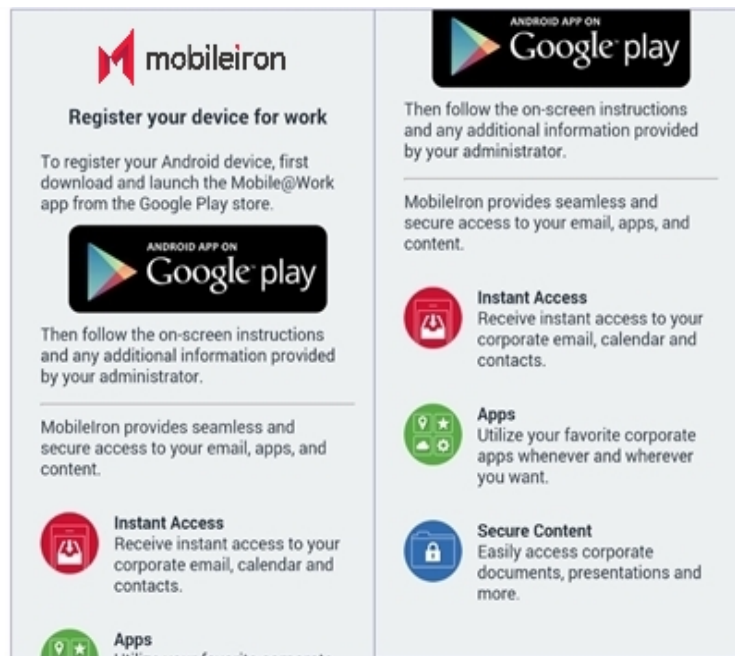 mobileiron
Register your device for work
To register your Android device, first
download and launch the Mobile@Work
app from the Google Play store.
ANDROID APP ON
Google play
Then follow the on-screen instructions
and any additional information provided
by your administrator.
MobileIron provides seamless and
secure access to your email, apps, and
content.
Instant Access
Receive instant access to your
corporate email, calendar and
contacts.
Apps
Utilize your favorite corporate
ANDROID APP ON
Google play
Then follow the on-screen instructions
and any additional information provided
by your administrator.
MobileIron provides seamless and
secure access to your email, apps, and
content.
Instant Access
Receive instant access to your
corporate email, calendar and
contacts.
Apps
Utilize your favorite corporate
apps whenever and wherever
you want.
Secure Content
Easily access corporate
documents, presentations and
more.